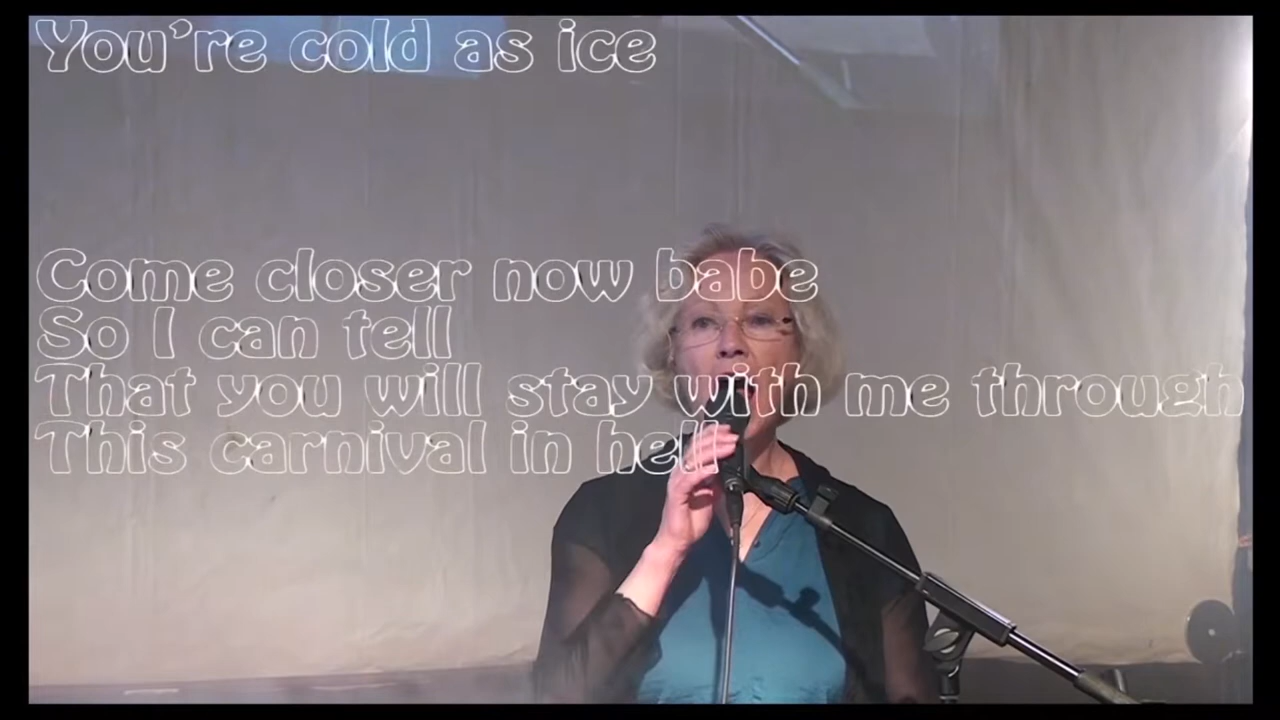 You're cold as ice
Come closer now babe
So I can tell
That you will stay with me through
This carnival in hell